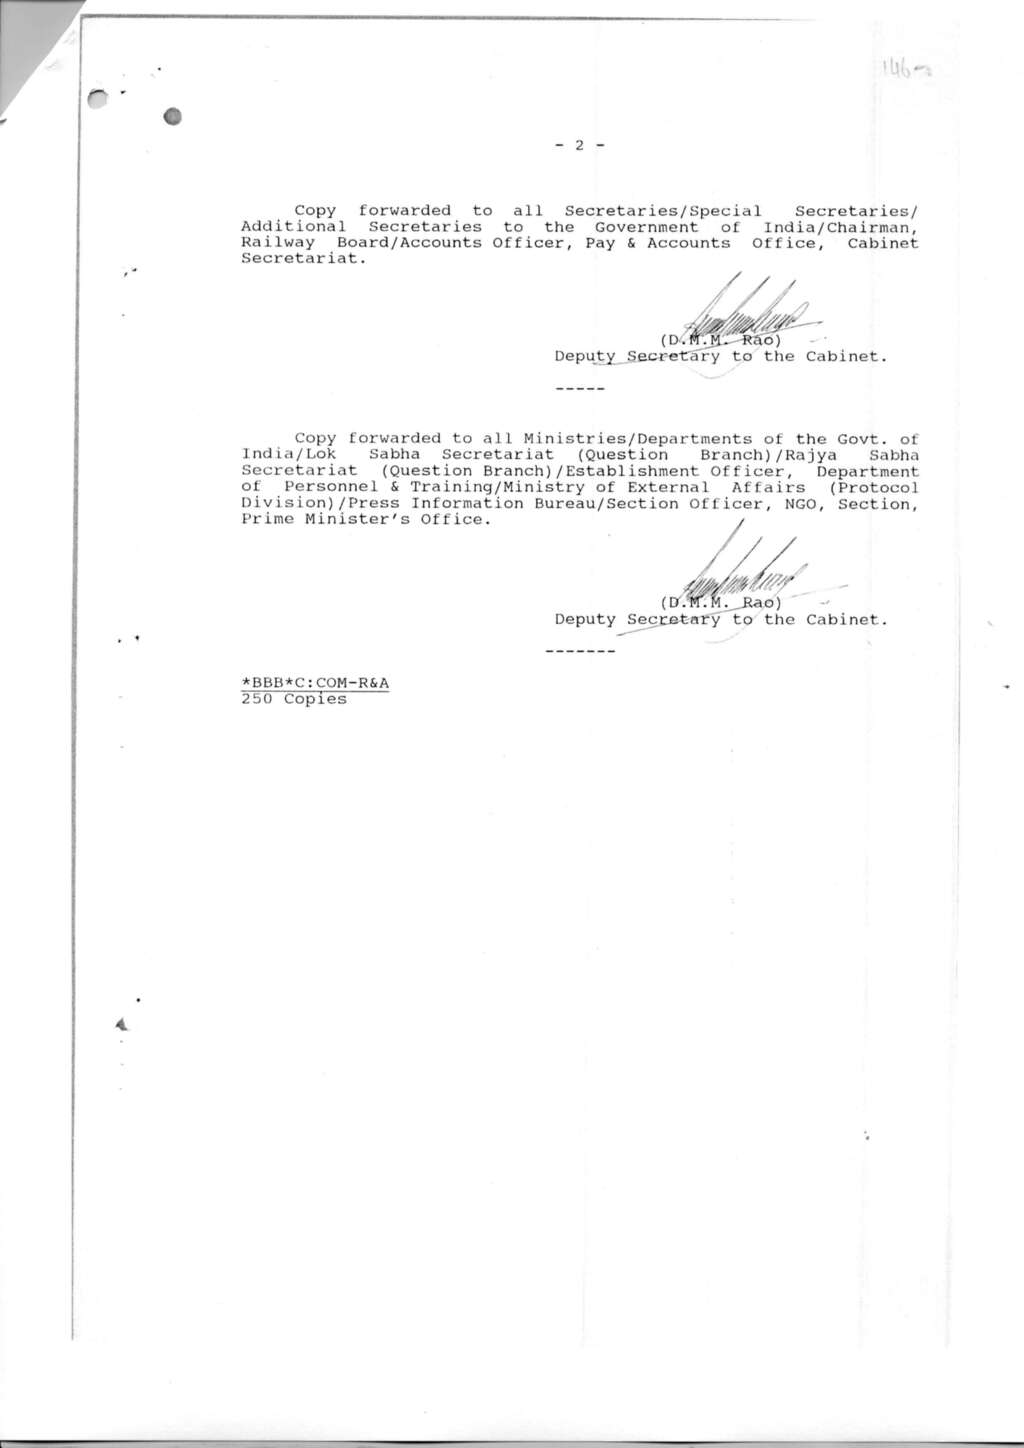 146
- 2 -
Copy forwarded to all Secretaries/Special Secretaries/
Additional Secretaries to the Government of India/Chairman,
Railway Board/Accounts Officer, Pay & Accounts Office, Cabinet
Secretariat.
(D.M.M. Rao)
Deputy Secretary to the Cabinet.
-----
Copy forwarded to all Ministries/Departments of the Govt. of
India/Lok Sabha Secretariat (Question Branch)/Rajya Sabha
Secretariat (Question Branch)/Establishment Officer, Department
of Personnel & Training/Ministry of External Affairs (Protocol
Division)/Press Information Bureau/Section Officer, NGO, Section,
Prime Minister's Office.
(D.M.M. Rao)
Deputy Secretary to the Cabinet.
-------
*BBB*C:COM-R&A
250 Copies